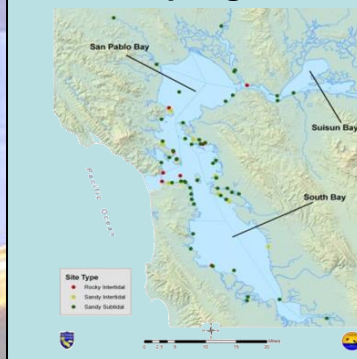 San Pablo Bay
Suisun Bay
Pacific Ocean
South Bay
Site Type
Rocky Intertidal
Sandy Intertidal
Sandy Subtidal
Miles